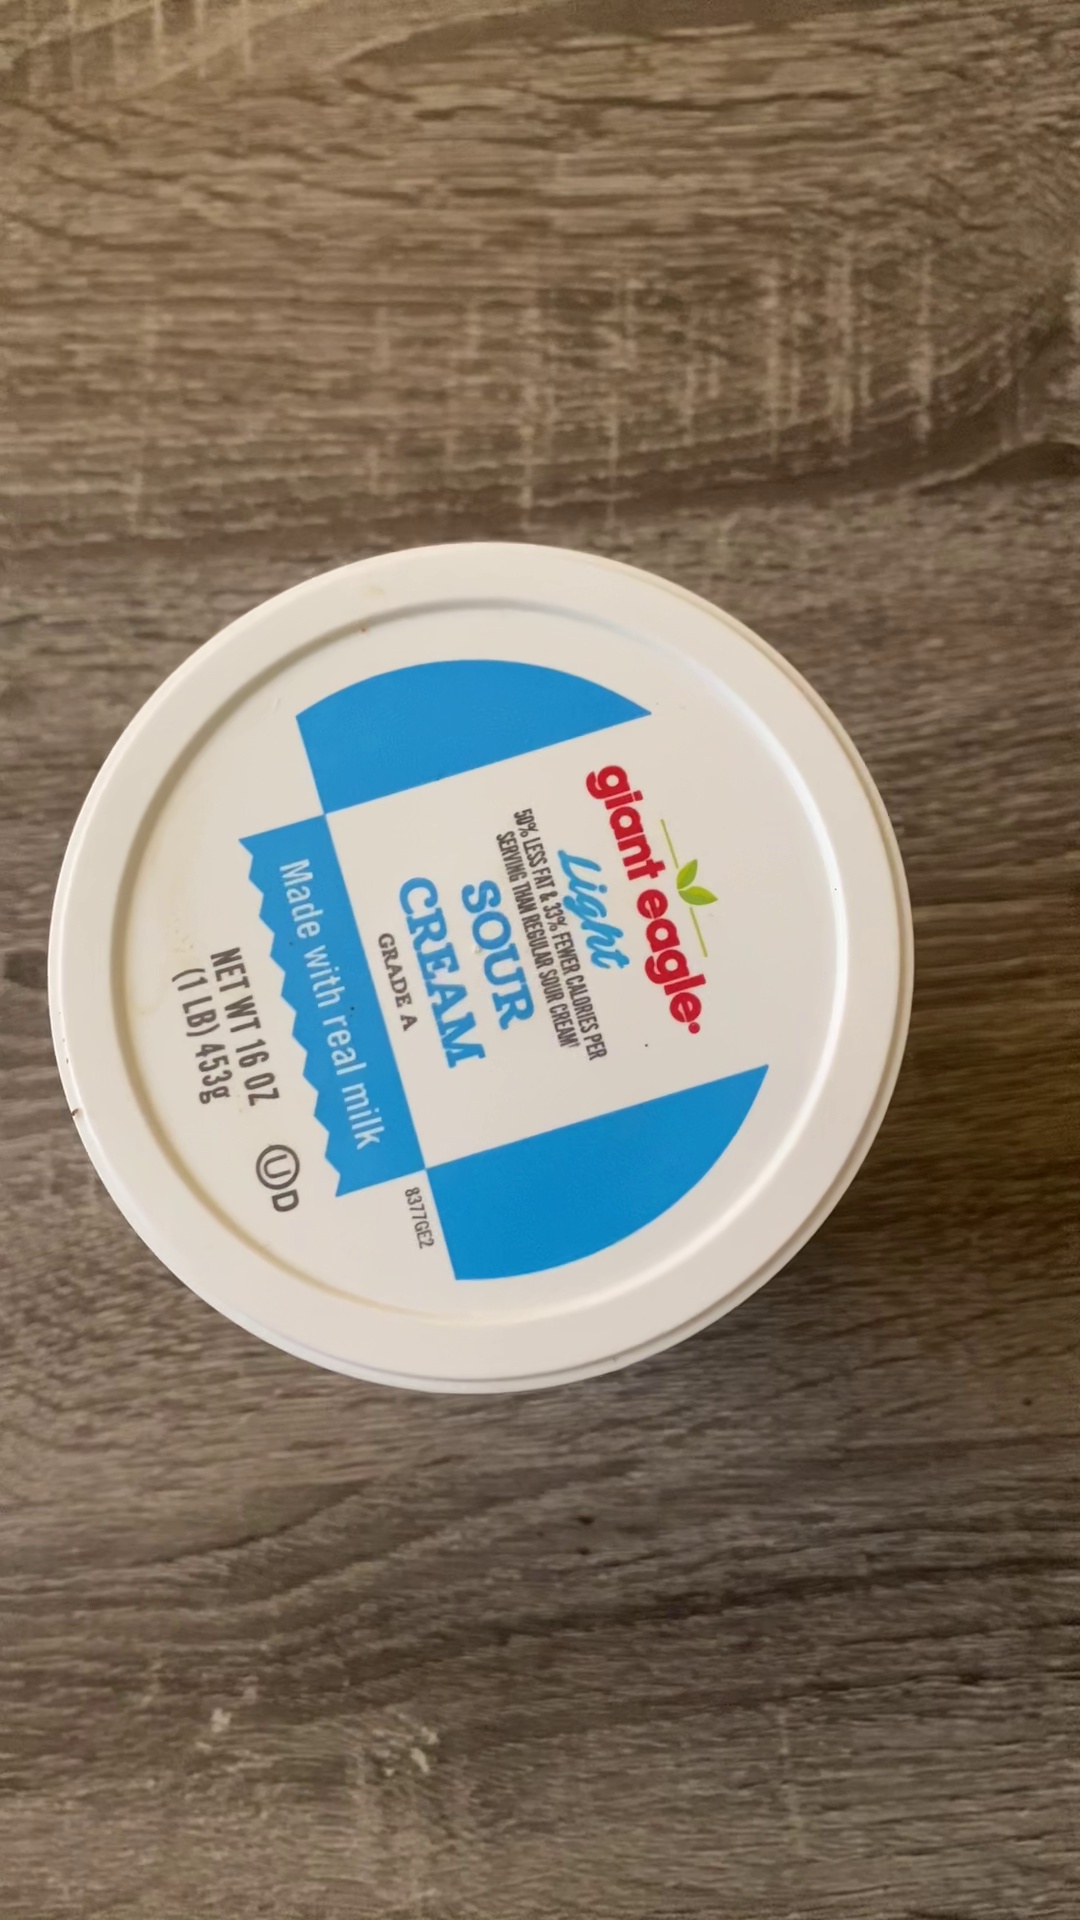 giant eagle
Light
50% LESS FAT & 33% FEWER CALORIES PER
SERVING THAN REGULAR SOUR CREAM†
SOUR
CREAM
GRADE A
Made with real milk
8377GE2
NET WT 16 OZ
(1 LB) 453g
U D